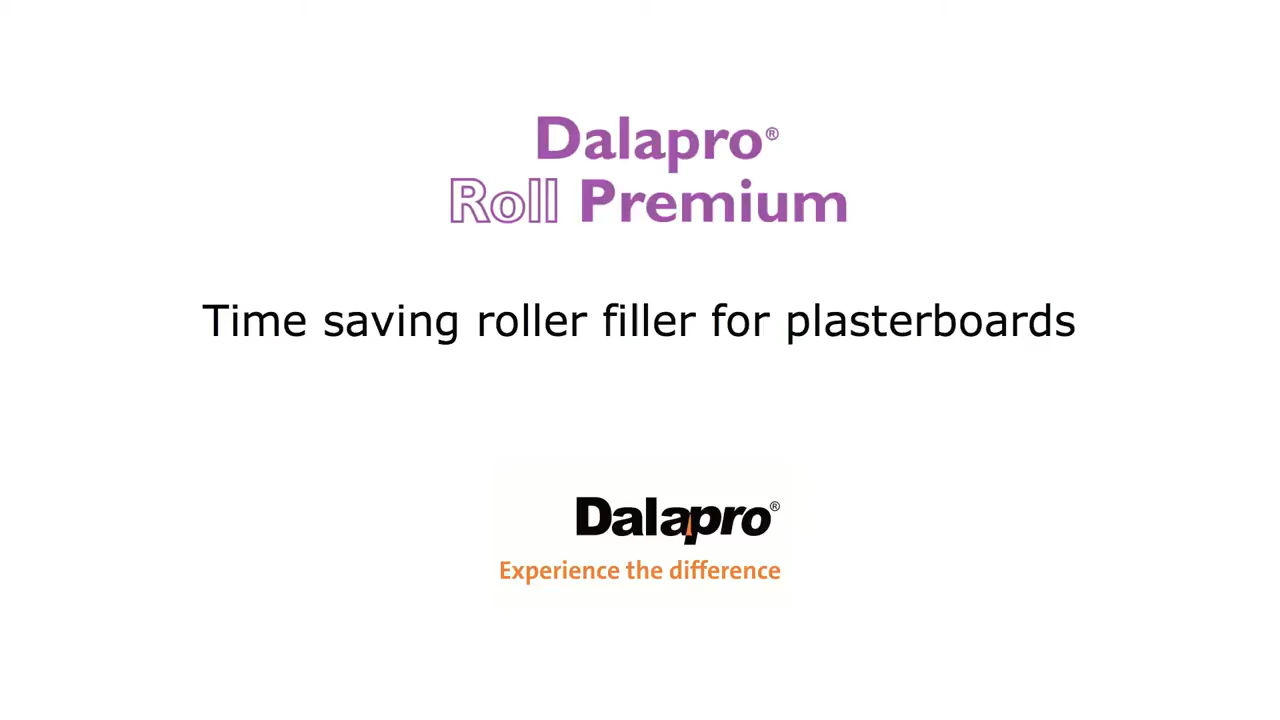 Dalapro®
Roll Premium
Time saving roller filler for plasterboards
Dalapro®
Experience the difference